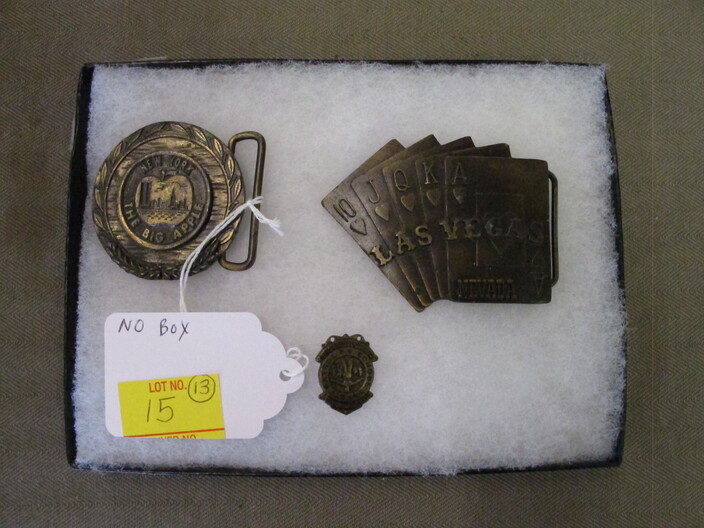 NEW YORK
THE BIG APPLE
10 J Q K A
LAS VEGAS
NEVADA
A
NO BOX
LOT NO. 13
15